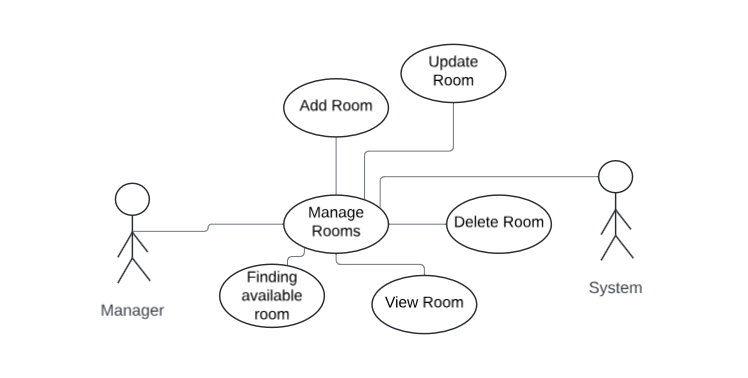 Update
Room
Add Room
Manage
Rooms
Delete Room
Finding
available
room
View Room
System
Manager